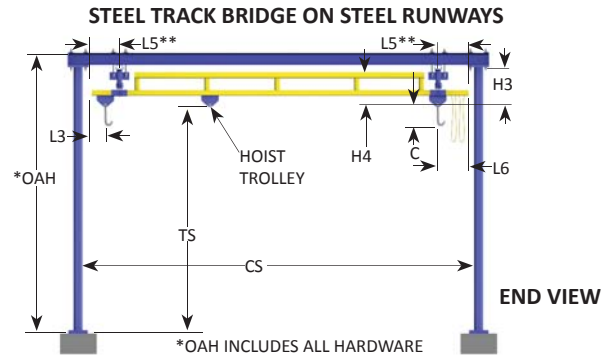 STEEL TRACK BRIDGE ON STEEL RUNWAYS
L5** L5**
H3
L3
HOIST
TROLLEY
H4
C
L6
*OAH
TS
CS
END VIEW
*OAH INCLUDES ALL HARDWARE